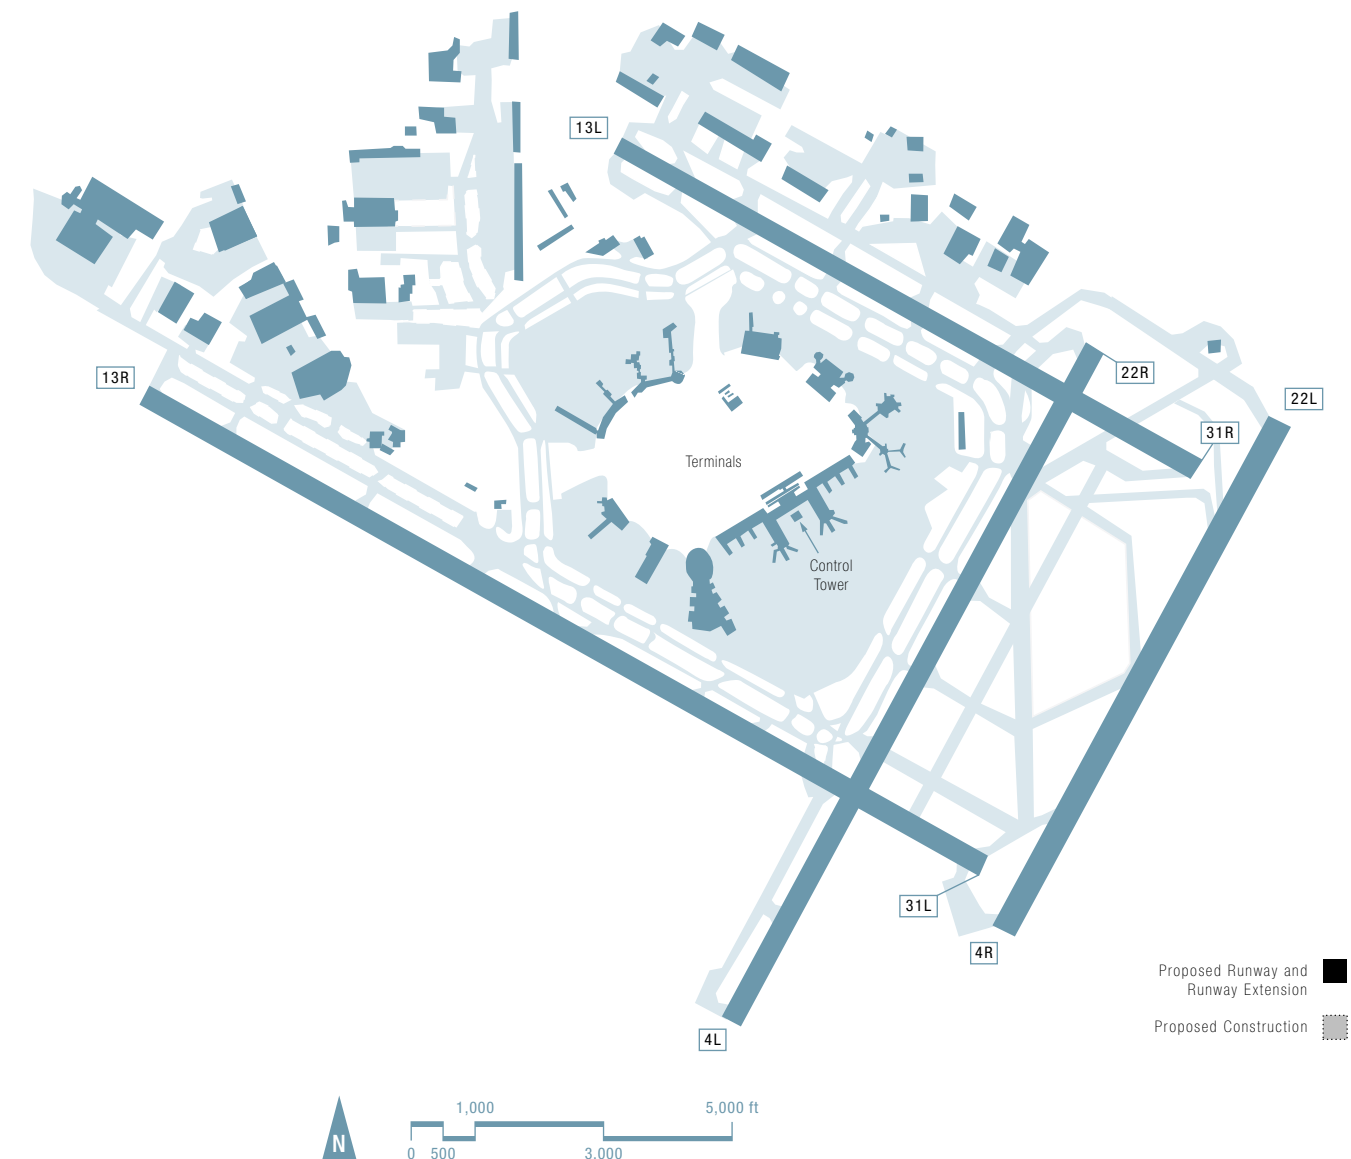 13L
13R
22R
22L
31R
Terminals
Control
Tower
31L
4R
Proposed Runway and
Runway Extension
Proposed Construction
4L
1,000
5,000 ft
N
0
500
3,000